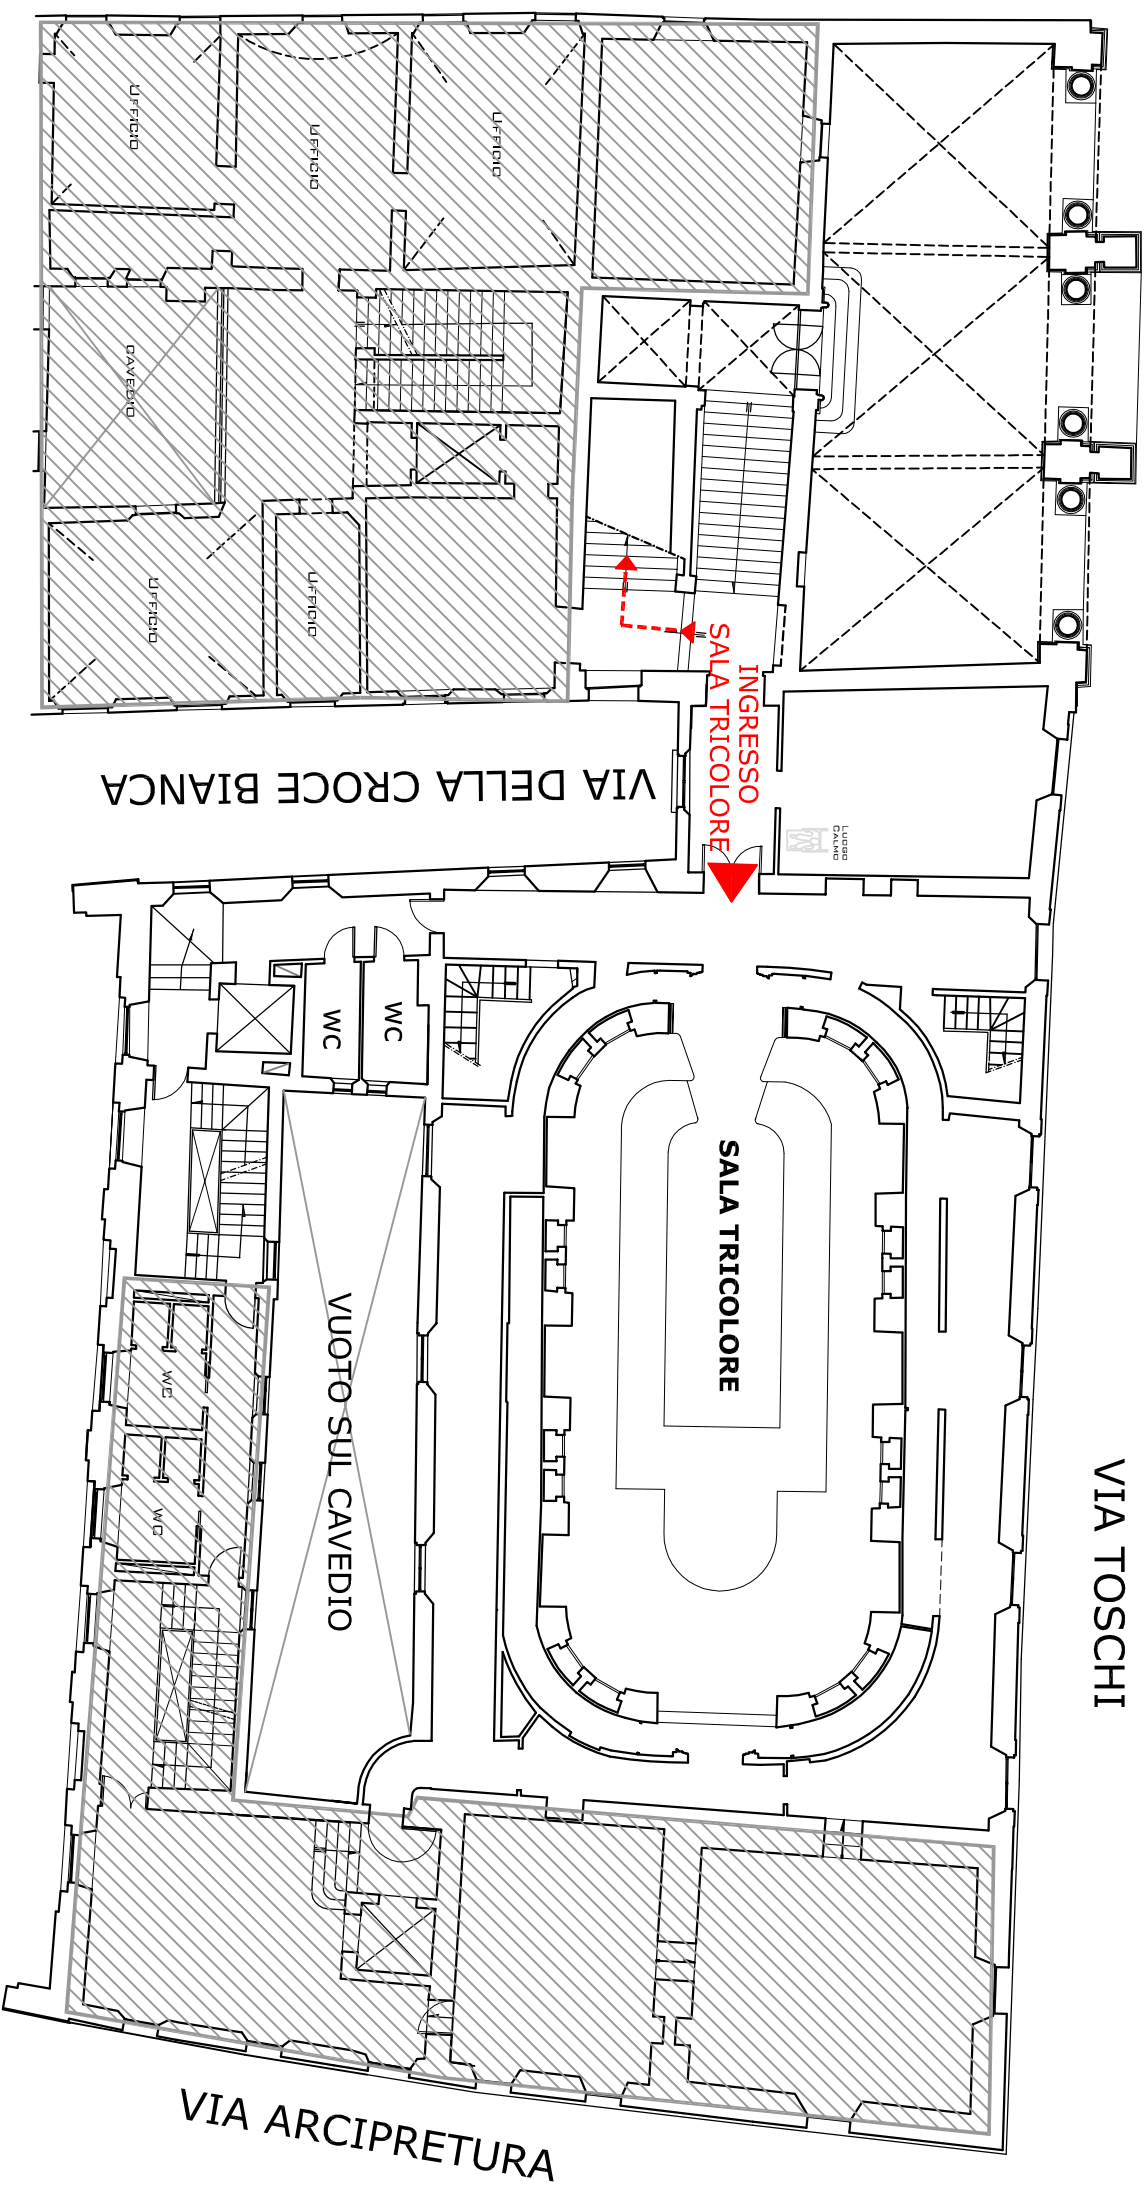 UFFICIO
UFFICIO
UFFICIO
CAVEDIO
UFFICIO
UFFICIO
INGRESSO
SALA TRICOLORE
VIA DELLA CROCE BIANCA
LUOGO
CALMO
WC
WC
SALA TRICOLORE
VUOTO SUL CAVEDIO
WC
WC
VIA TOSCHI
VIA ARCIPRETURA